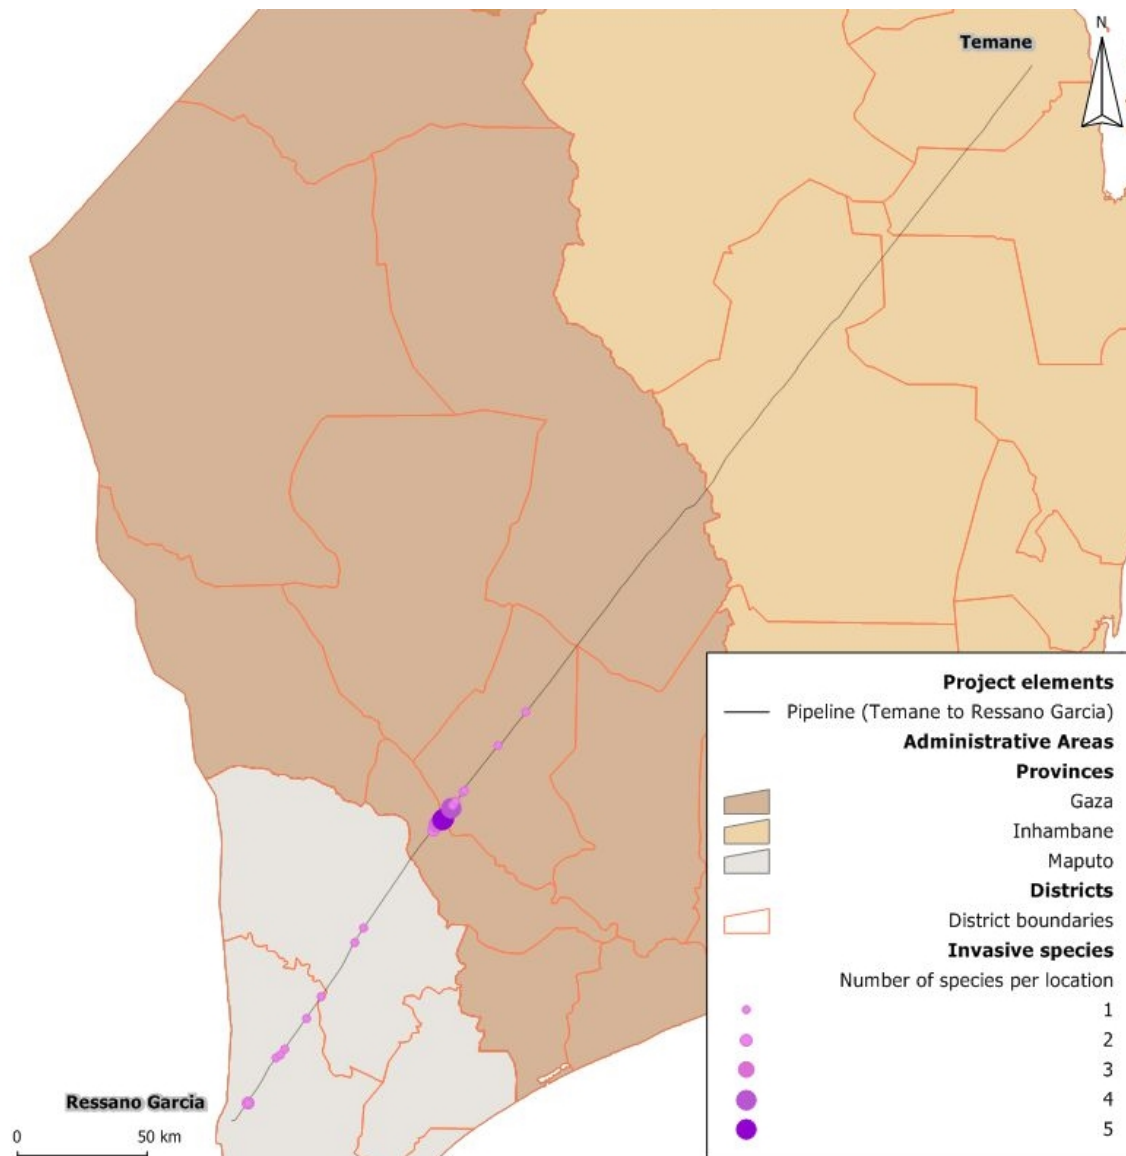 Temane
N
Project elements
Pipeline (Temane to Ressano Garcia)
Administrative Areas
Provinces
Gaza
Inhambane
Maputo
Districts
District boundaries
Invasive species
Number of species per location
1
2
3
4
5
Ressano Garcia
0 50 km